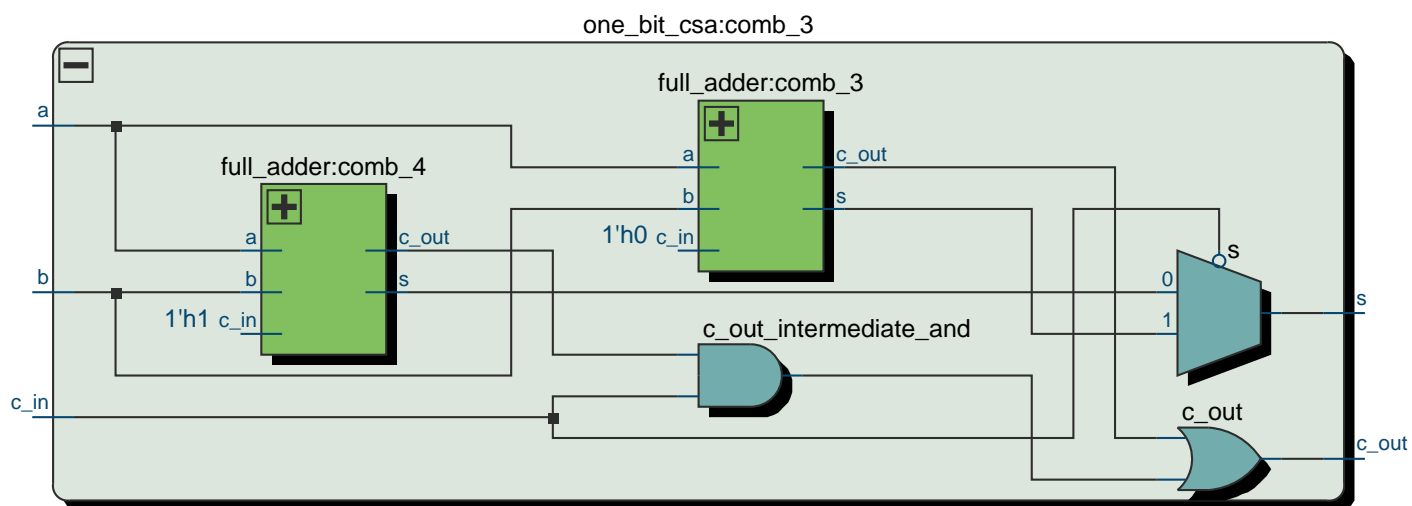 one_bit_csa:comb_3
full_adder:comb_3
a
a
c_out
full_adder:comb_4
b
s
1'h0 c_in
a
c_out
s
b
b
s
0
s
1'h1 c_in
1
c_out_intermediate_and
c_in
c_out
c_out